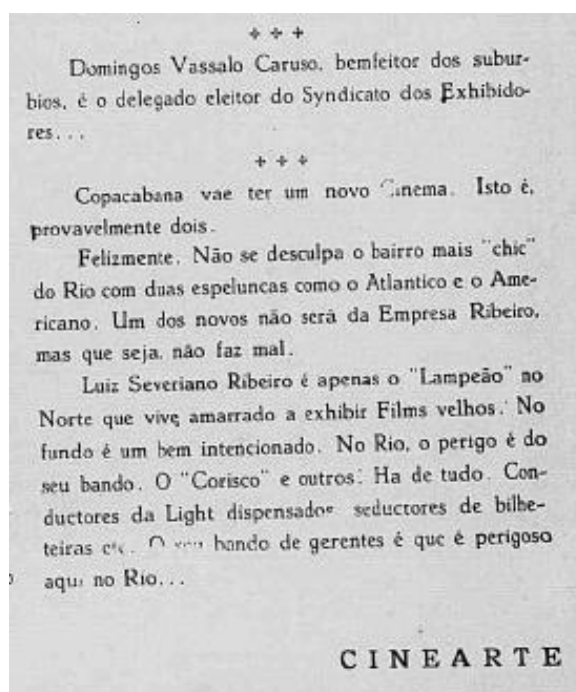 + + +
Domingos Vassalo Caruso, bemfeitor dos subur-
bios, é o delegado eleitor do Syndicato dos Exhibido-
res...
+ + +
Copacabana vae ter um novo Cinema. Isto é,
provavelmente dois.
Felizmente. Não se desculpa o bairro mais "chic"
do Rio com duas espeluncas como o Atlantico e o Ame-
ricano. Um dos novos não será da Empresa Ribeiro,
mas que seja, não faz mal.
Luiz Severiano Ribeiro é apenas o "Lampeão" no
Norte que vive amarrado a exhibir Films velhos. No
fundo é um bem intencionado. No Rio, o perigo é do
seu bando. O "Corisco" e outros. Ha de tudo. Con-
ductores da Light dispensados seductores de bilhe-
teiras etc. O seu bando de gerentes é que é perigoso
aqui no Rio...
CINEARTE